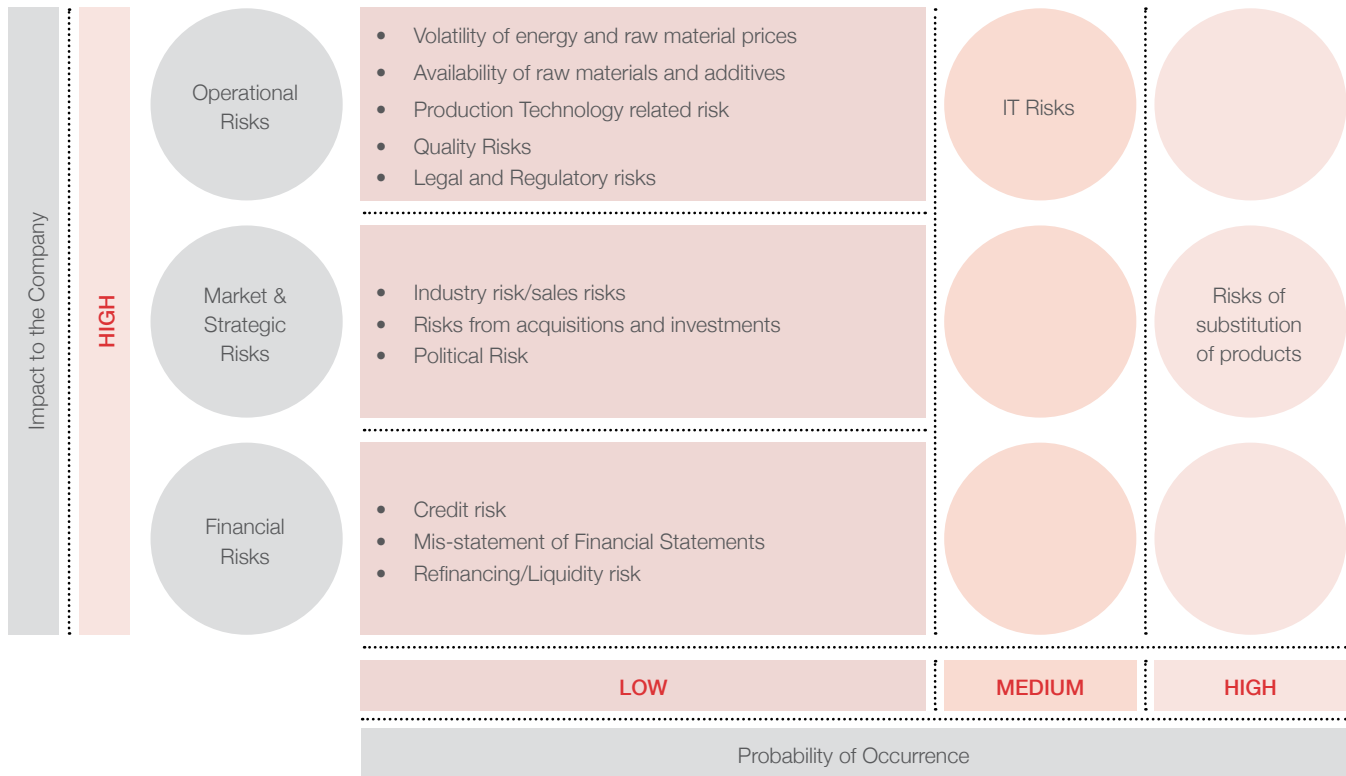 Impact to the Company
HIGH
Operational
Risks
• Volatility of energy and raw material prices
• Availability of raw materials and additives
• Production Technology related risk
• Quality Risks
• Legal and Regulatory risks
IT Risks
Market &
Strategic
Risks
• Industry risk/sales risks
• Risks from acquisitions and investments
• Political Risk
Risks of
substitution
of products
Financial
Risks
• Credit risk
• Mis-statement of Financial Statements
• Refinancing/Liquidity risk
LOW
MEDIUM
HIGH
Probability of Occurrence